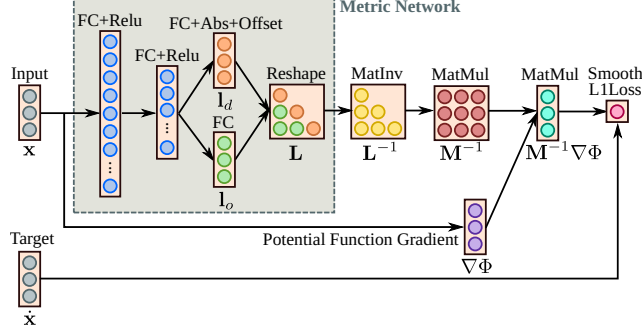 Metric Network
FC+Relu
FC+Abs+Offset
FC+Relu
Input
x
...
...
l_d
FC
l_o
Reshape
L
MatInv
L⁻¹
MatMul
M⁻¹
MatMul
M⁻¹∇Φ
Smooth
L1Loss
Potential Function Gradient
∇Φ
Target
ẋ